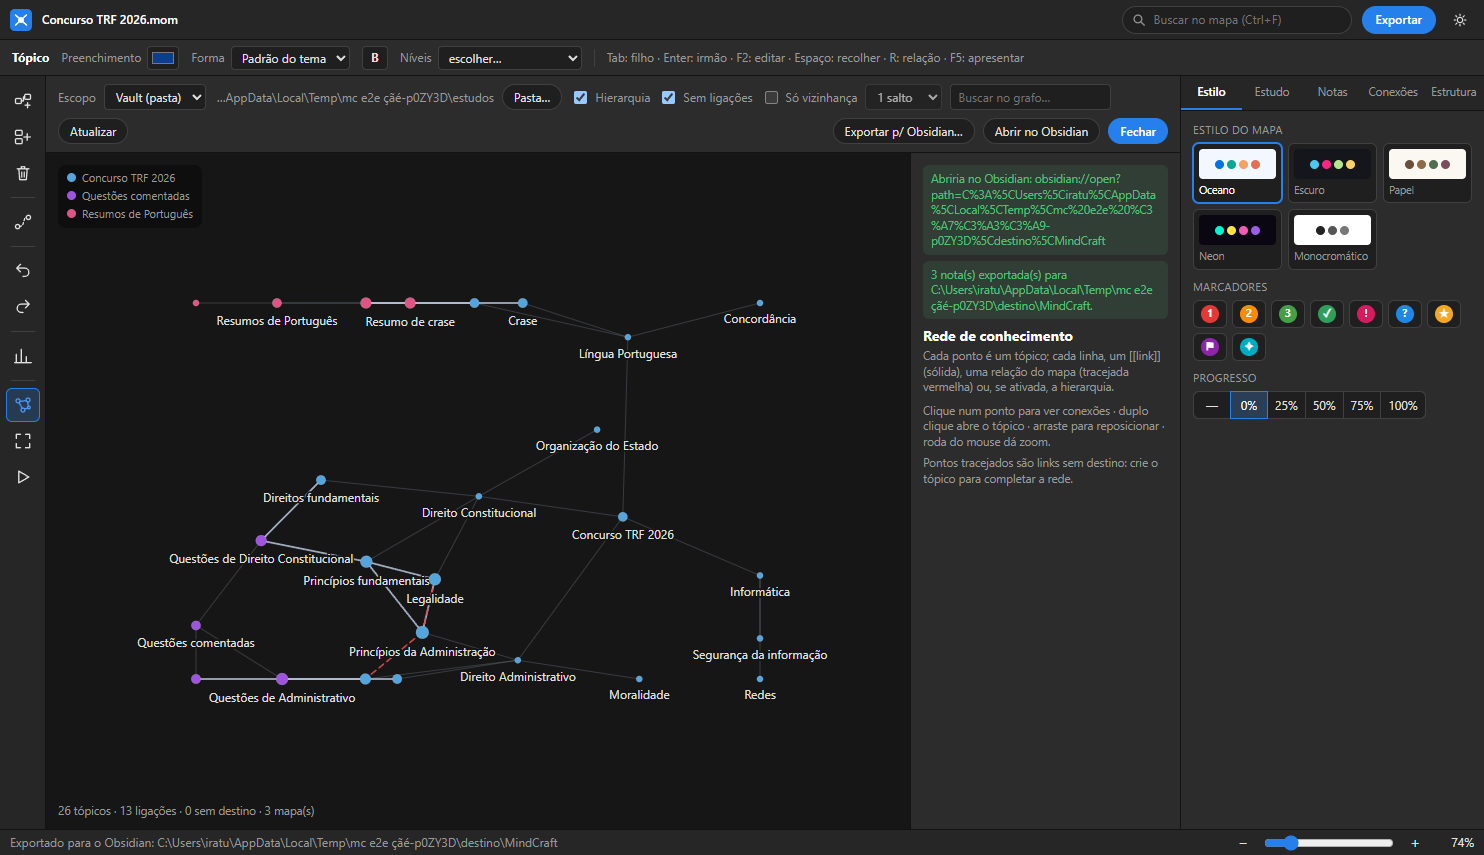 Concurso TRF 2026.mom
Buscar no mapa (Ctrl+F)
Exportar
Tópico
Preenchimento
Forma
Padrão do tema
B
Níveis
escolher...
Tab: filho · Enter: irmão · F2: editar · Espaço: recolher · R: relação · F5: apresentar
Escopo
Vault (pasta)
...AppData\Local\Temp\mc e2e çãé-p0ZY3D\estudos
Pasta...
Hierarquia
Sem ligações
Só vizinhança
1 salto
Buscar no grafo...
Atualizar
Exportar p/ Obsidian...
Abrir no Obsidian
Fechar
Concurso TRF 2026
Questões comentadas
Resumos de Português
Resumos de Português
Resumo de crase
Crase
Concordância
Língua Portuguesa
Organização do Estado
Direitos fundamentais
Direito Constitucional
Concurso TRF 2026
Questões de Direito Constitucional
Princípios fundamentais
Legalidade
Informática
Questões comentadas
Princípios da Administração
Segurança da informação
Direito Administrativo
Questões de Administrativo
Moralidade
Redes
26 tópicos · 13 ligações · 0 sem destino · 3 mapa(s)
Abriria no Obsidian: obsidian://open?
path=C%3A%5CUsers%5Ciratu%5CAppData
%5CLocal%5CTemp%5Cmc%20e2e%20%C3
%A7%C3%A3%C3%A9-
p0ZY3D%5Cdestino%5CMindCraft
3 nota(s) exportada(s) para
C:\Users\iratu\AppData\Local\Temp\mc e2e
çãé-p0ZY3D\destino\MindCraft.
Rede de conhecimento
Cada ponto é um tópico; cada linha, um [[link]]
(sólida), uma relação do mapa (tracejada
vermelha) ou, se ativada, a hierarquia.
Clique num ponto para ver conexões · duplo
clique abre o tópico · arraste para reposicionar ·
roda do mouse dá zoom.
Pontos tracejados são links sem destino: crie o
tópico para completar a rede.
Estilo
Estudo
Notas
Conexões
Estrutura
ESTILO DO MAPA
Oceano
Escuro
Papel
Neon
Monocromático
MARCADORES
1
2
3
!
?
PROGRESSO
—
0%
25%
50%
75%
100%
Exportado para o Obsidian: C:\Users\iratu\AppData\Local\Temp\mc e2e çãé-p0ZY3D\destino\MindCraft
−
+
74%